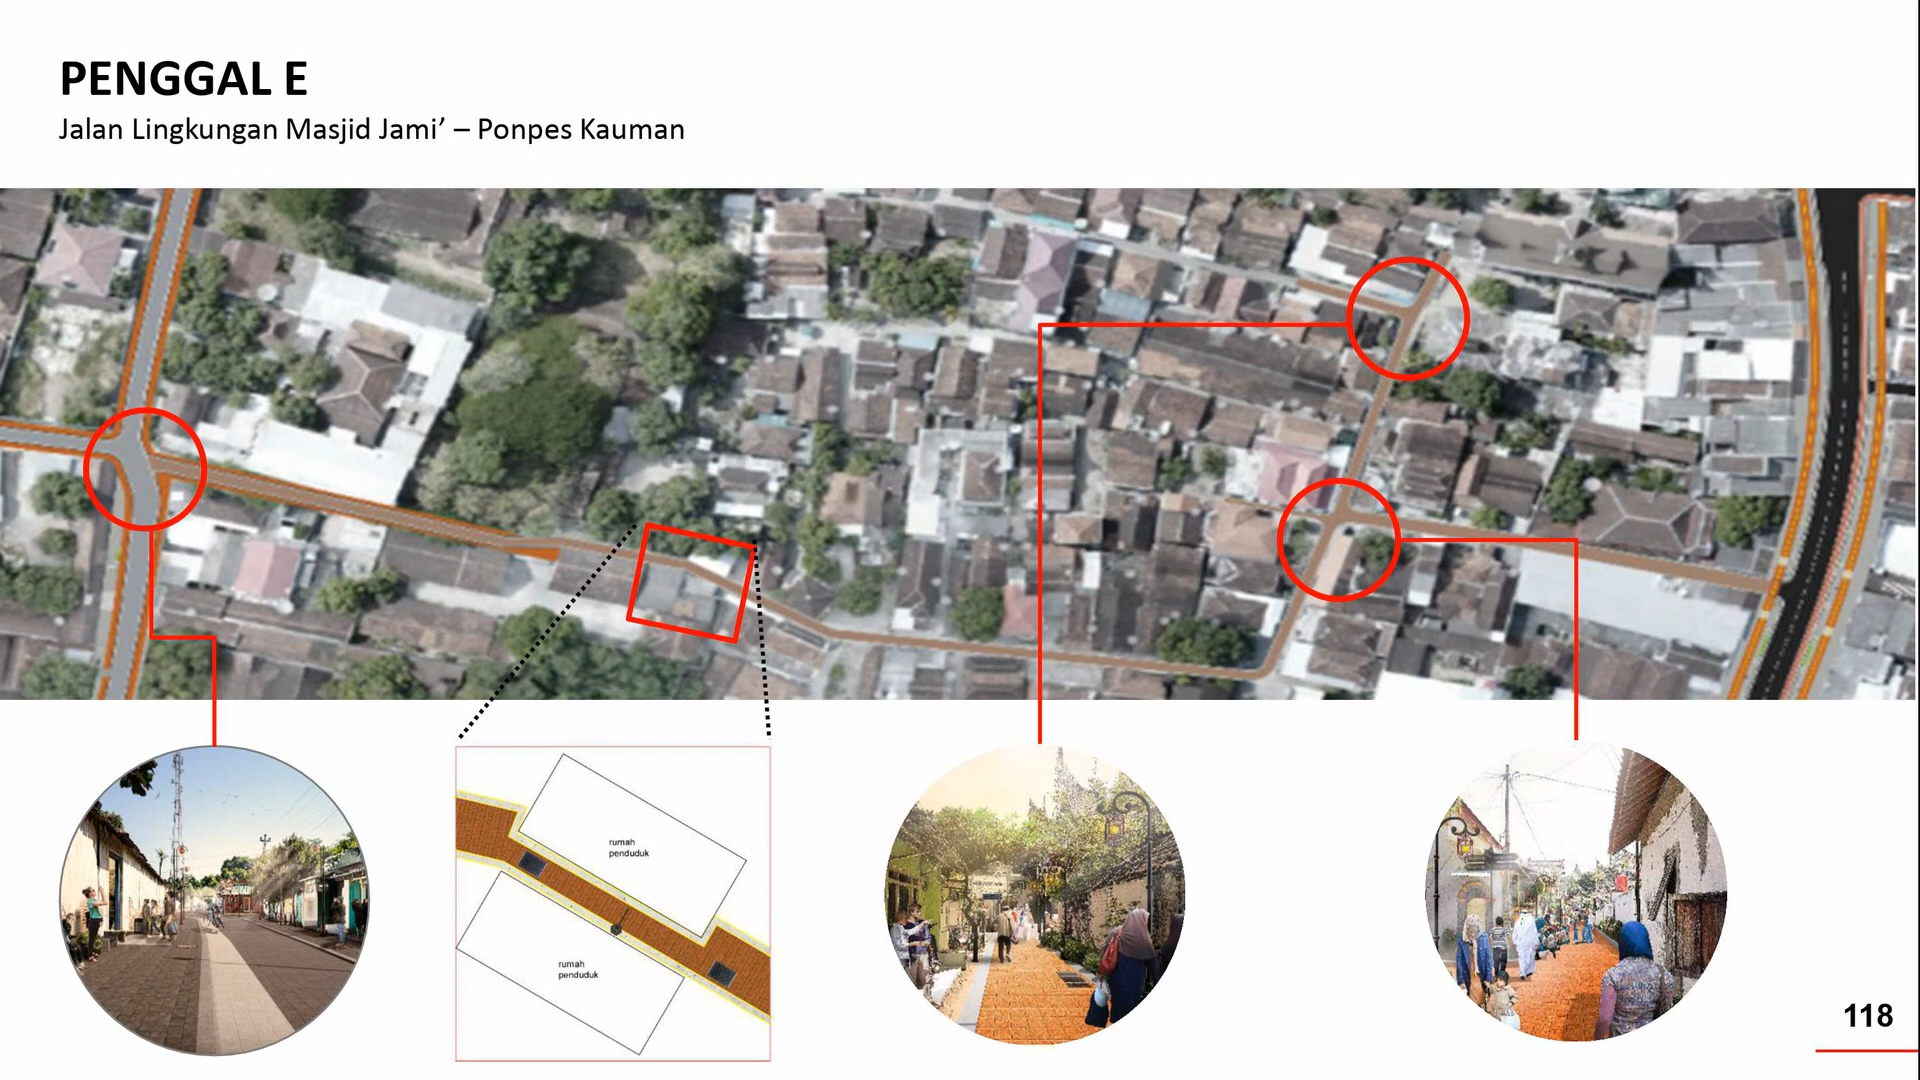 PENGGAL E
Jalan Lingkungan Masjid Jami’ – Ponpes Kauman
rumah
penduduk
rumah
penduduk
118